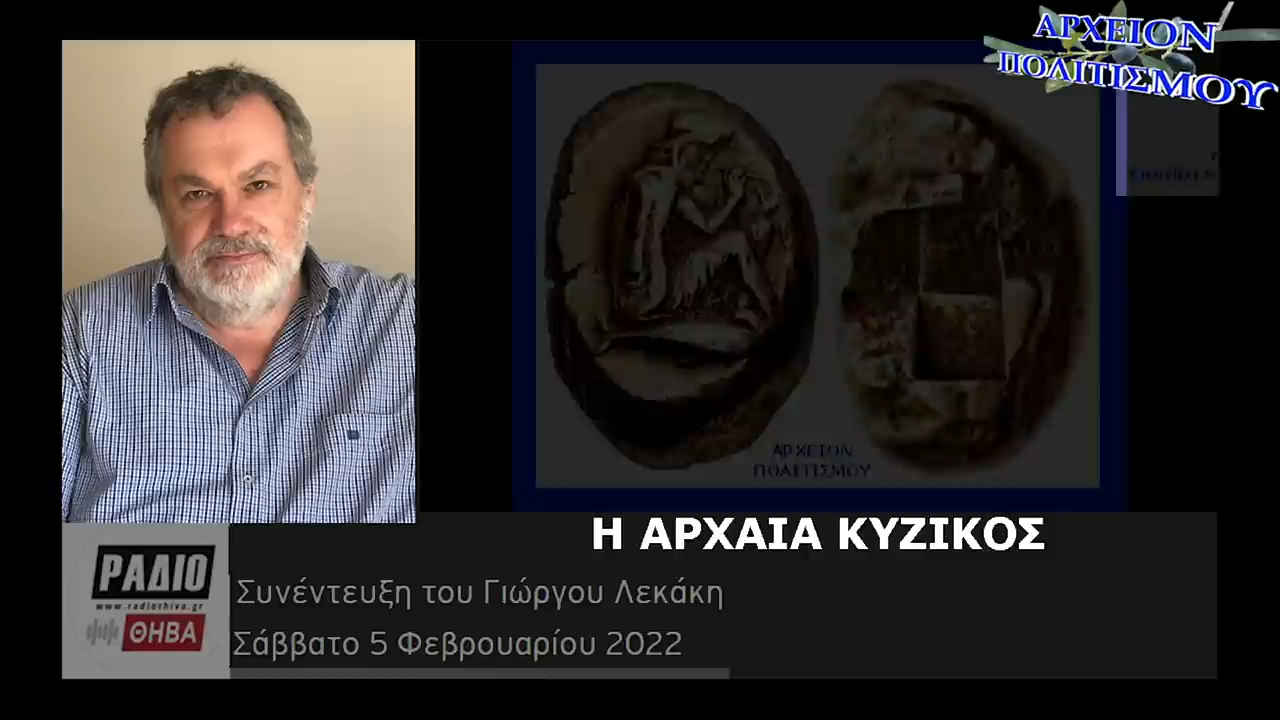 ΑΡΧΕΙΟΝ
ΠΟΛΙΤΙΣΜΟΥ
ΑΡΧΕΙΟΝ
ΠΟΛΙΤΙΣΜΟΥ
Η ΑΡΧΑΙΑ ΚΥΖΙΚΟΣ
ΡΑΔΙΟ
www.radiothiva.gr
ΘΗΒΑ
Συνέντευξη του Γιώργου Λεκάκη
Σάββατο 5 Φεβρουαρίου 2022